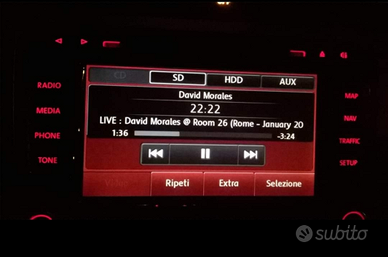 CD SD HDD AUX
David Morales
22:22
LIVE : David Morales @ Room 26 (Rome - January 20
1:36 -3:24
Ripeti Extra Selezione
RADIO
MEDIA
PHONE
TONE
MAP
NAV
TRAFFIC
SETUP
subito